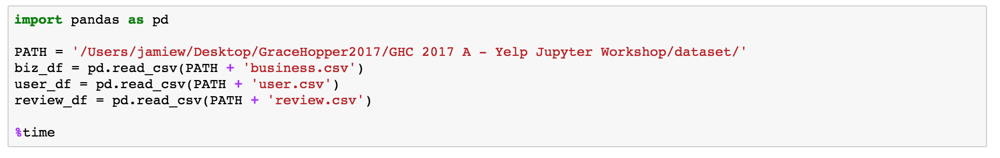 import pandas as pd
PATH = '/Users/jamiew/Desktop/GraceHopper2017/GHC 2017 A - Yelp Jupyter Workshop/dataset/'
biz_df = pd.read_csv(PATH + 'business.csv')
user_df = pd.read_csv(PATH + 'user.csv')
review_df = pd.read_csv(PATH + 'review.csv')
%time